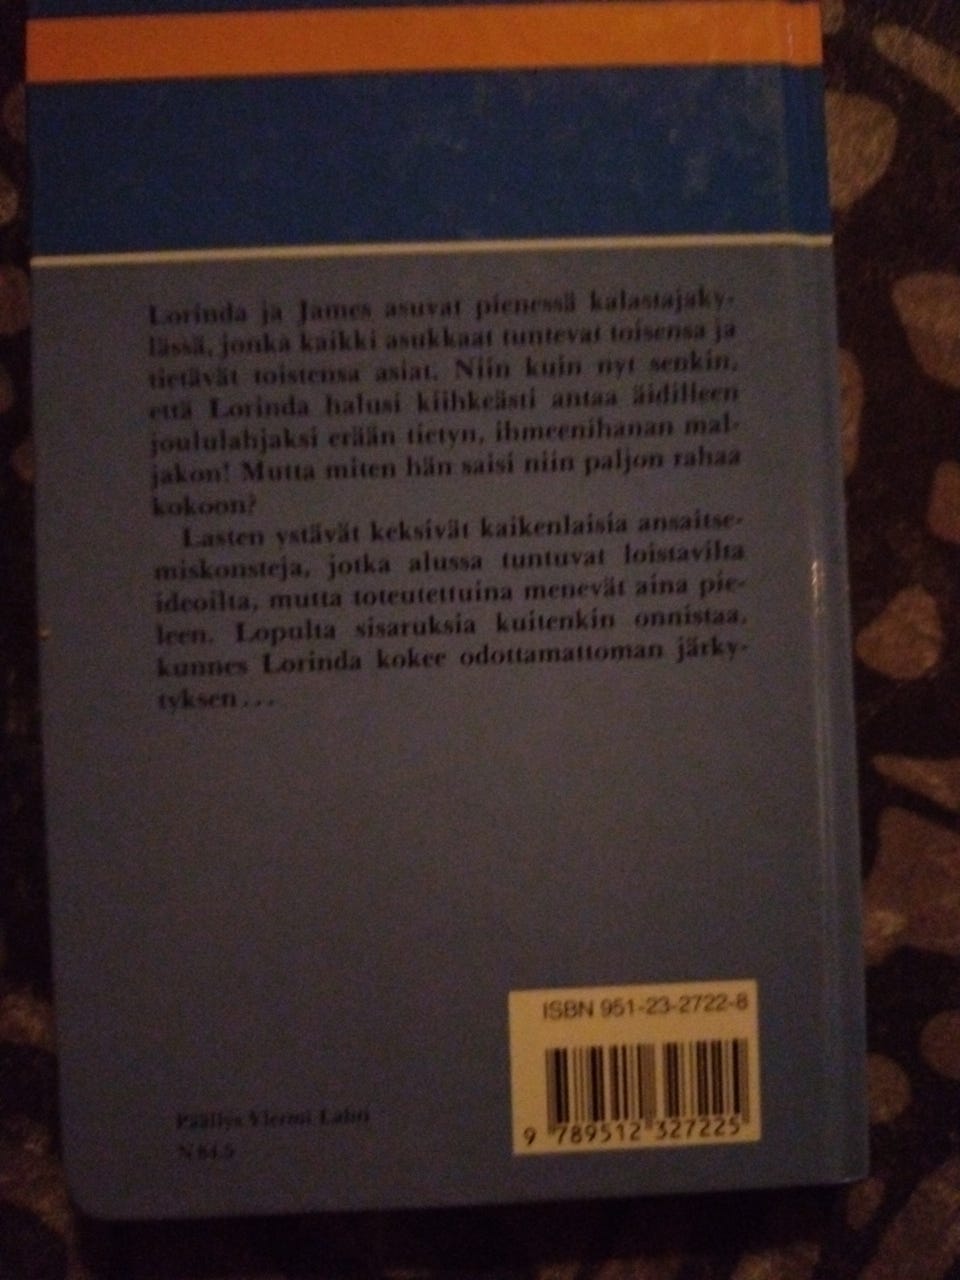 Lorinda ja James asuvat pienessä kalastajaky-
lässä, jonka kaikki asukkaat tuntevat toisensa ja
tietävät toistensa asiat. Niin kuin nyt senkin,
että Lorinda halusi kiihkeästi antaa äidilleen
joululahjaksi erään tietyn, ihmeenihanan mal-
jakon! Mutta miten hän saisi niin paljon rahaa
kokoon?
Lasten ystävät keksivät kaikenlaisia ansaitse-
miskonsteja, jotka alussa tuntuvat loistavilta
ideoilta, mutta toteutettuina menevät aina pie-
leen. Lopulta sisaruksia kuitenkin onnistaa,
kunnes Lorinda kokee odottamattoman järky-
tyksen...
ISBN 951-23-2722-8
9 789512 327225
Päällys
N 84.5